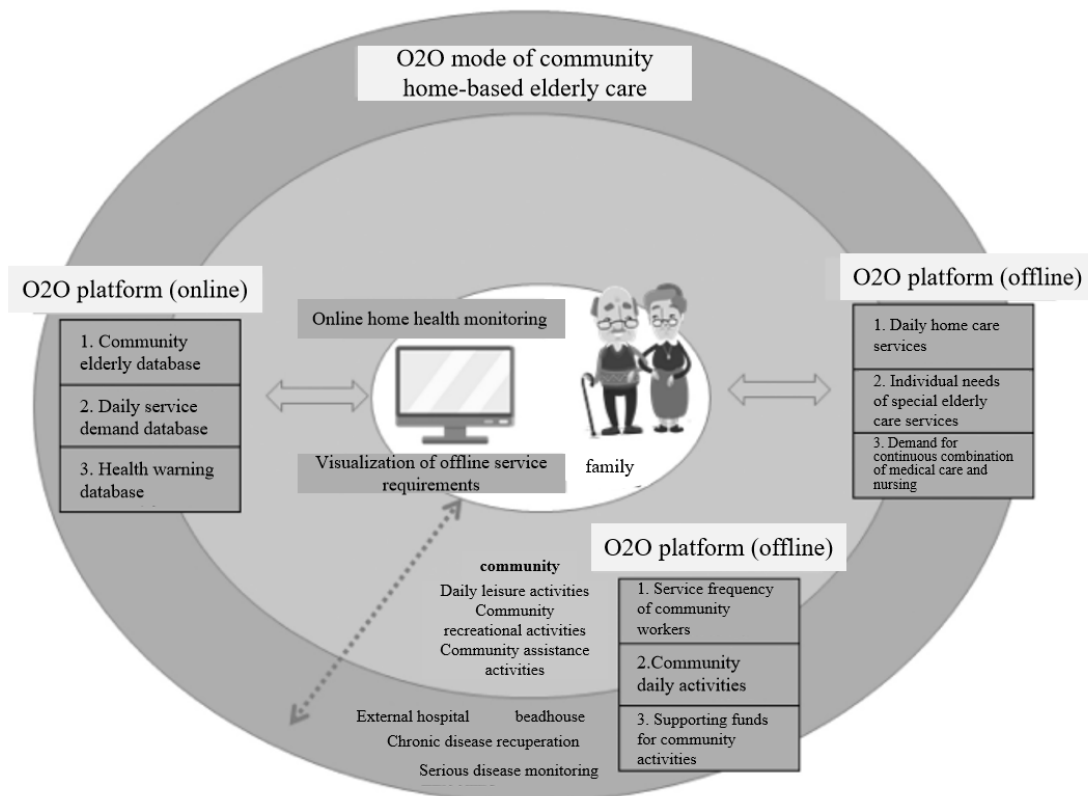 O2O mode of community
home-based elderly care
O2O platform (online)
1. Community
elderly database
2. Daily service
demand database
3. Health warning
database
Online home health monitoring
Visualization of offline service
requirements
family
O2O platform (offline)
1. Daily home care
services
2. Individual needs
of special elderly
care services
3. Demand for
continuous combination
of medical care and
nursing
community
Daily leisure activities
Community
recreational activities
Community assistance
activities
O2O platform (offline)
1. Service frequency
of community
workers
2.Community
daily activities
3. Supporting funds
for community
activities
External hospital beadhouse
Chronic disease recuperation
Serious disease monitoring